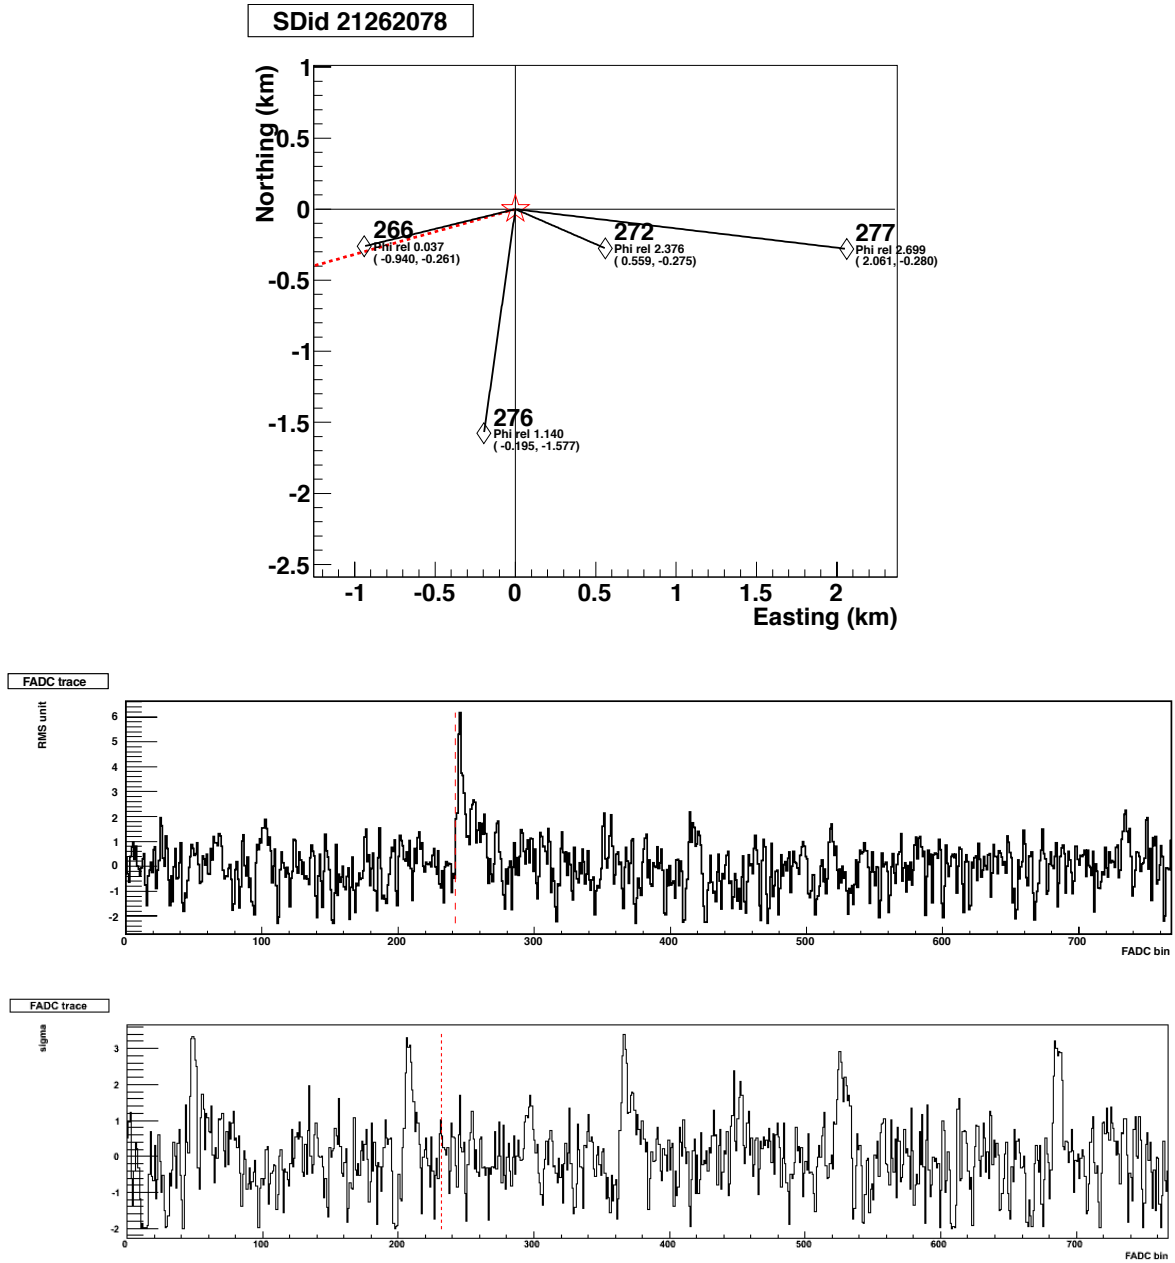 SDid 21262078
Northing (km)
1
0.5
0
-0.5
-1
-1.5
-2
-2.5
266
Phi rel 0.037
( -0.940, -0.261)
272
Phi rel 2.376
( 0.559, -0.275)
277
Phi rel 2.699
( 2.061, -0.280)
276
Phi rel 1.140
( -0.195, -1.577)
-1 -0.5 0 0.5 1 1.5 2
Easting (km)
FADC trace
RMS unit
6
5
4
3
2
1
0
-1
-2
0 100 200 300 400 500 600 700
FADC bin
FADC trace
sigma
3
2
1
0
-1
-2
0 100 200 300 400 500 600 700
FADC bin